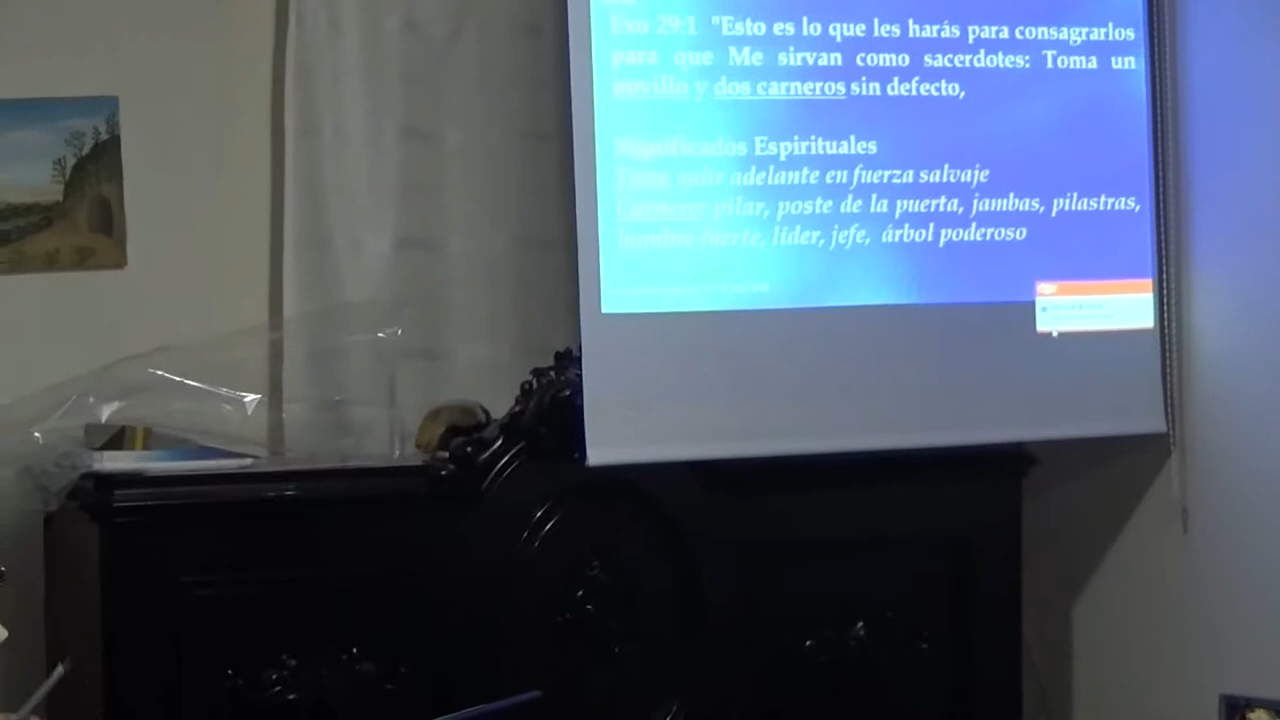 Exo 29:1 "Esto es lo que les harás para consagrarlos
para que Me sirvan como sacerdotes: Toma un
novillo y dos carneros sin defecto,
Significados Espirituales
salir adelante en fuerza salvaje
Carnero: pilar, poste de la puerta, jambas, pilastras,
hombre fuerte, líder, jefe, árbol poderoso